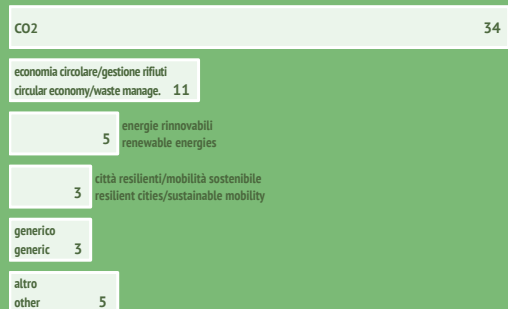 CO2 34
economia circolare/gestione rifiuti
circular economy/waste manage. 11
energie rinnovabili
5 renewable energies
città resilienti/mobilità sostenibile
3 resilient cities/sustainable mobility
generico
generic 3
altro
other 5